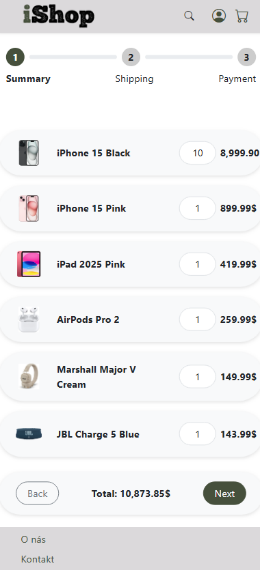 iShop
1 2 3
Summary Shipping Payment
iPhone 15 Black 10 8,999.90
iPhone 15 Pink 1 899.99$
iPad 2025 Pink 1 419.99$
AirPods Pro 2 1 259.99$
Marshall Major V
Cream 1 149.99$
JBL Charge 5 Blue 1 143.99$
Back Total: 10,873.85$ Next
O nás
Kontakt